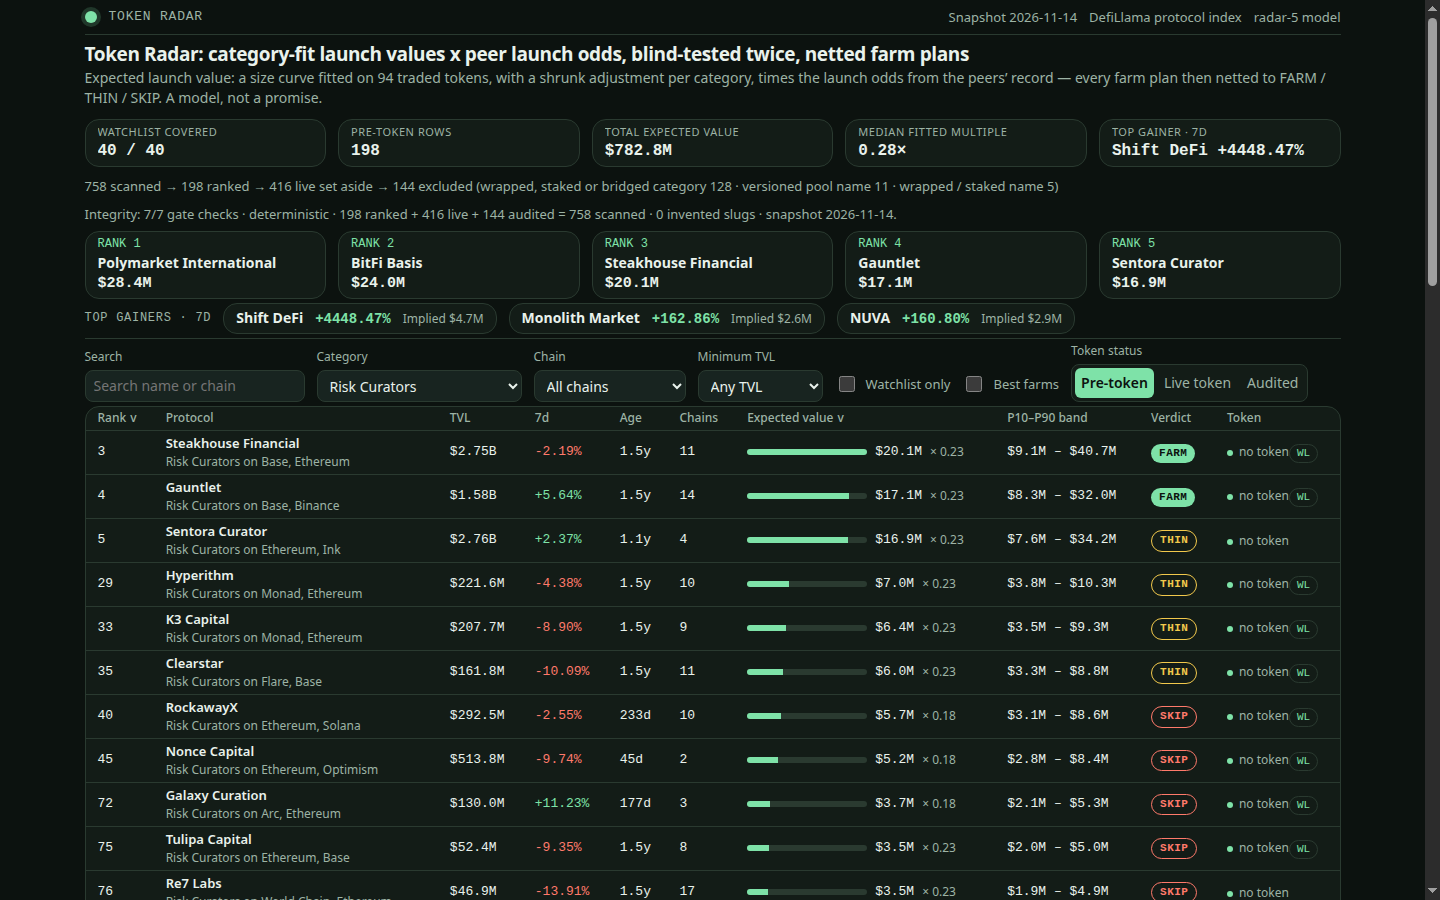 TOKEN RADAR
Snapshot 2026-11-14 DefiLlama protocol index radar-5 model
Token Radar: category-fit launch values x peer launch odds, blind-tested twice, netted farm plans
Expected launch value: a size curve fitted on 94 traded tokens, with a shrunk adjustment per category, times the launch odds from the peers’ record — every farm plan then netted to FARM /
THIN / SKIP. A model, not a promise.
WATCHLIST COVERED
40 / 40
PRE-TOKEN ROWS
198
TOTAL EXPECTED VALUE
$782.8M
MEDIAN FITTED MULTIPLE
0.28×
TOP GAINER · 7D
Shift DeFi +4448.47%
758 scanned → 198 ranked → 416 live set aside → 144 excluded (wrapped, staked or bridged category 128 · versioned pool name 11 · wrapped / staked name 5)
Integrity: 7/7 gate checks · deterministic · 198 ranked + 416 live + 144 audited = 758 scanned · 0 invented slugs · snapshot 2026-11-14.
RANK 1
Polymarket International
$28.4M
RANK 2
BitFi Basis
$24.0M
RANK 3
Steakhouse Financial
$20.1M
RANK 4
Gauntlet
$17.1M
RANK 5
Sentora Curator
$16.9M
TOP GAINERS · 7D Shift DeFi +4448.47% Implied $4.7M Monolith Market +162.86% Implied $2.6M NUVA +160.80% Implied $2.9M
Search Category Chain Minimum TVL Token status
Search name or chain Risk Curators All chains Any TVL Watchlist only Best farms Pre-token Live token Audited
Rank v Protocol TVL 7d Age Chains Expected value v P10–P90 band Verdict Token
3 Steakhouse Financial $2.75B -2.19% 1.5y 11 $20.1M × 0.23 $9.1M – $40.7M FARM no token WL
Risk Curators on Base, Ethereum
4 Gauntlet $1.58B +5.64% 1.5y 14 $17.1M × 0.23 $8.3M – $32.0M FARM no token WL
Risk Curators on Base, Binance
5 Sentora Curator $2.76B +2.37% 1.1y 4 $16.9M × 0.23 $7.6M – $34.2M THIN no token
Risk Curators on Ethereum, Ink
29 Hyperithm $221.6M -4.38% 1.5y 10 $7.0M × 0.23 $3.8M – $10.3M THIN no token WL
Risk Curators on Monad, Ethereum
33 K3 Capital $207.7M -8.90% 1.5y 9 $6.4M × 0.23 $3.5M – $9.3M THIN no token WL
Risk Curators on Monad, Ethereum
35 Clearstar $161.8M -10.09% 1.5y 11 $6.0M × 0.23 $3.3M – $8.8M THIN no token WL
Risk Curators on Flare, Base
40 RockawayX $292.5M -2.55% 233d 10 $5.7M × 0.18 $3.1M – $8.6M SKIP no token WL
Risk Curators on Ethereum, Solana
45 Nonce Capital $513.8M -9.74% 45d 2 $5.2M × 0.18 $2.8M – $8.4M SKIP no token WL
Risk Curators on Ethereum, Optimism
72 Galaxy Curation $130.0M +11.23% 177d 3 $3.7M × 0.18 $2.1M – $5.3M SKIP no token WL
Risk Curators on Arc, Ethereum
75 Tulipa Capital $52.4M -9.35% 1.5y 8 $3.5M × 0.23 $2.0M – $5.0M SKIP no token WL
Risk Curators on Ethereum, Base
76 Re7 Labs $46.9M -13.91% 1.5y 17 $3.5M × 0.23 $1.9M – $4.9M SKIP no token